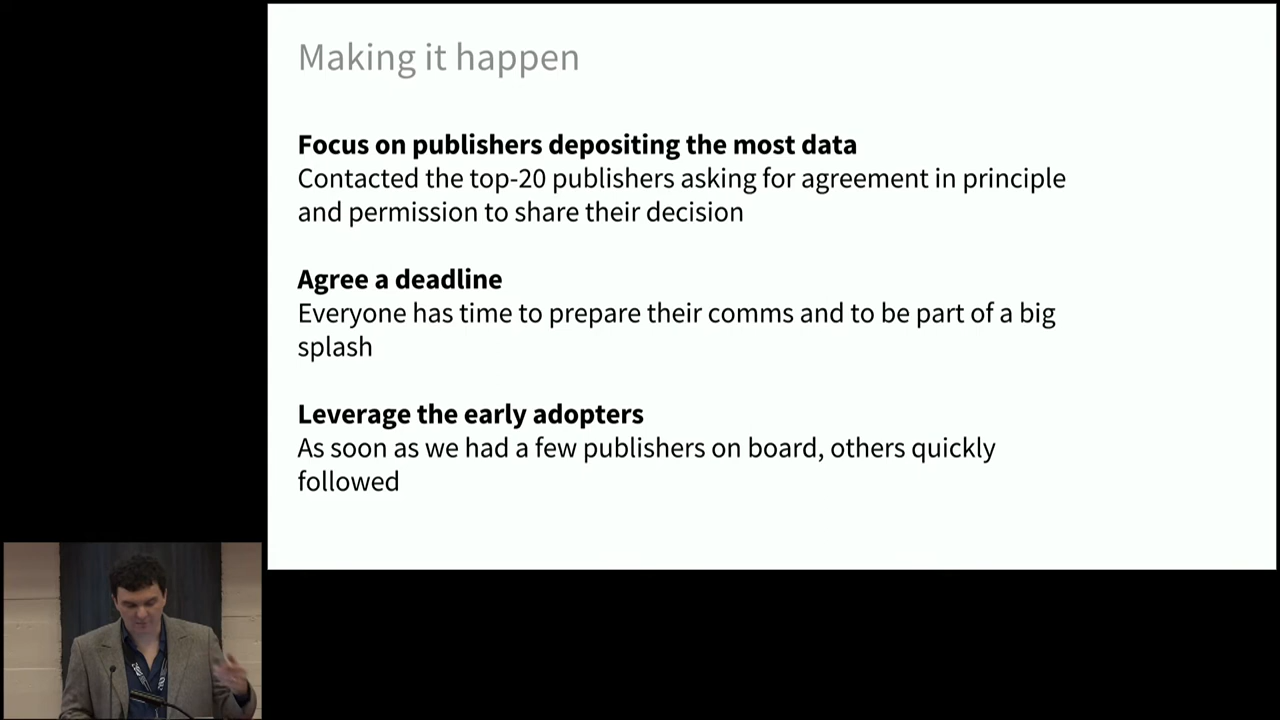 Making it happen
Focus on publishers depositing the most data
Contacted the top-20 publishers asking for agreement in principle
and permission to share their decision
Agree a deadline
Everyone has time to prepare their comms and to be part of a big
splash
Leverage the early adopters
As soon as we had a few publishers on board, others quickly
followed